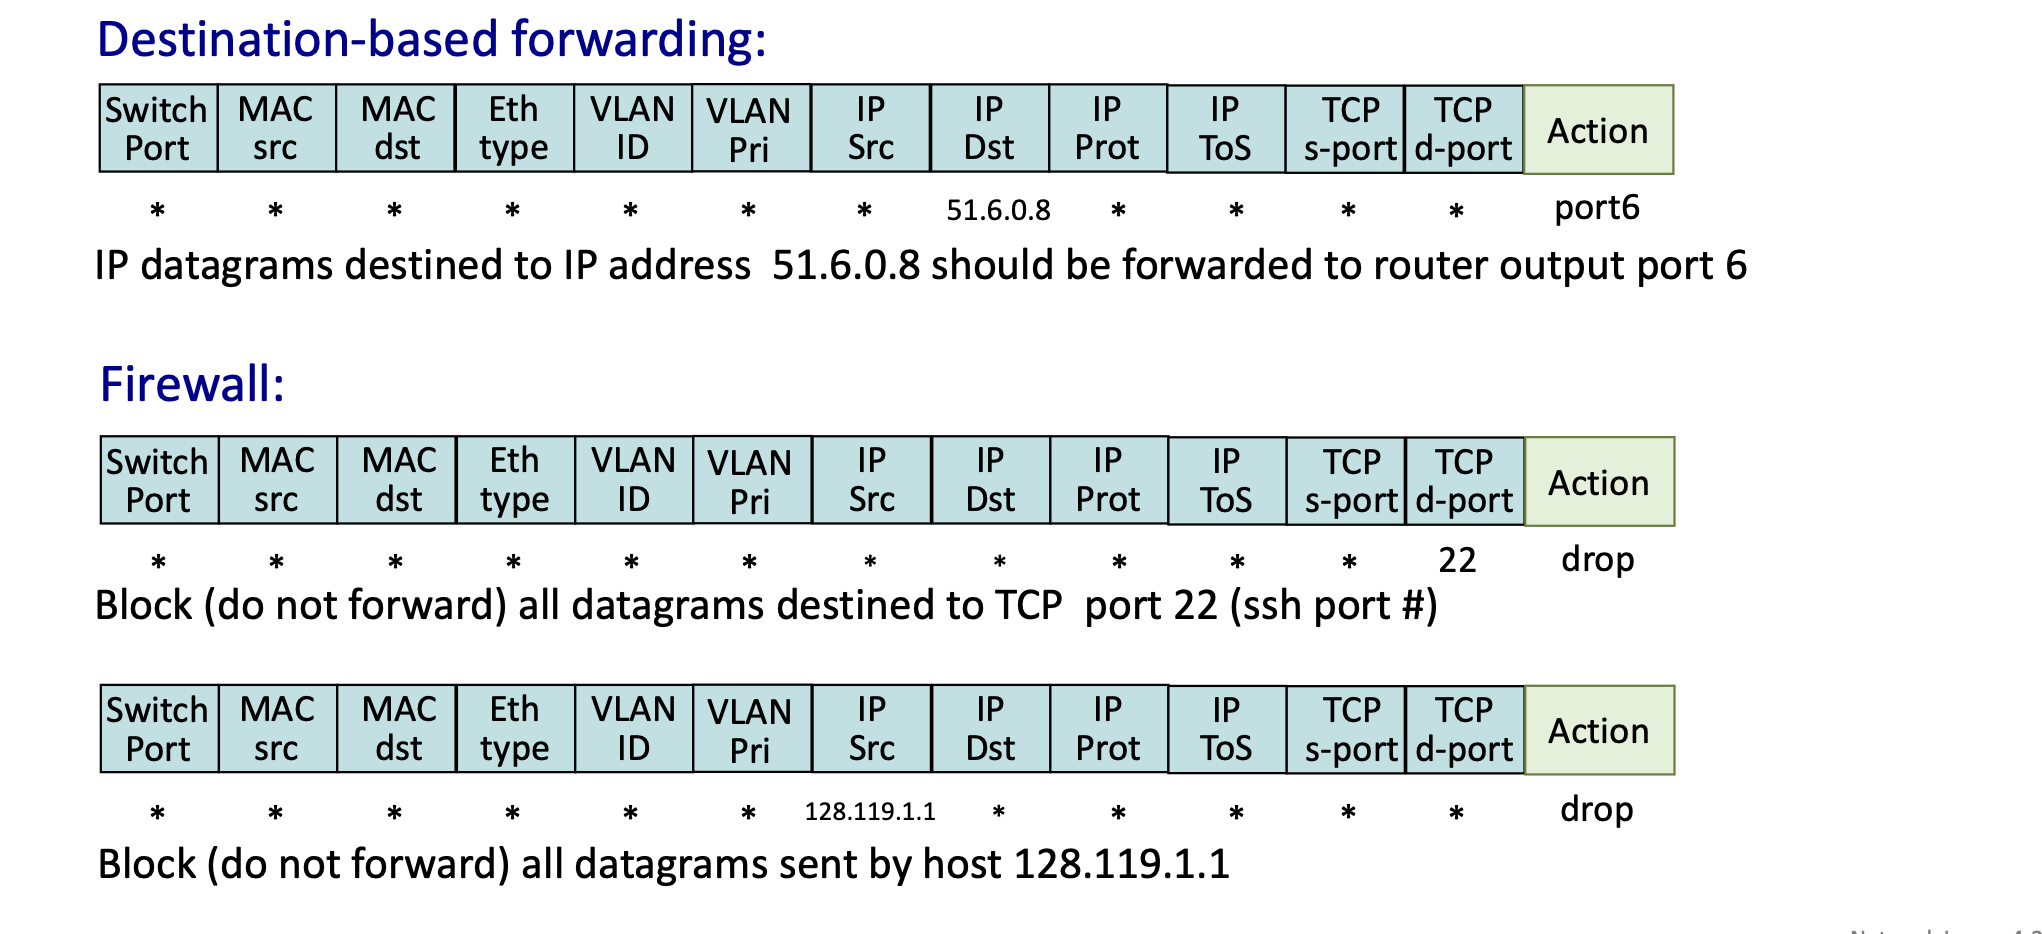 Destination-based forwarding:
Switch Port MAC src MAC dst Eth type VLAN ID VLAN Pri IP Src IP Dst IP Prot IP ToS TCP s-port TCP d-port Action
* * * * * * * 51.6.0.8 * * * * port6
IP datagrams destined to IP address 51.6.0.8 should be forwarded to router output port 6
Firewall:
Switch Port MAC src MAC dst Eth type VLAN ID VLAN Pri IP Src IP Dst IP Prot IP ToS TCP s-port TCP d-port Action
* * * * * * * * * * * 22 drop
Block (do not forward) all datagrams destined to TCP port 22 (ssh port #)
Switch Port MAC src MAC dst Eth type VLAN ID VLAN Pri IP Src IP Dst IP Prot IP ToS TCP s-port TCP d-port Action
* * * * * * 128.119.1.1 * * * * * drop
Block (do not forward) all datagrams sent by host 128.119.1.1